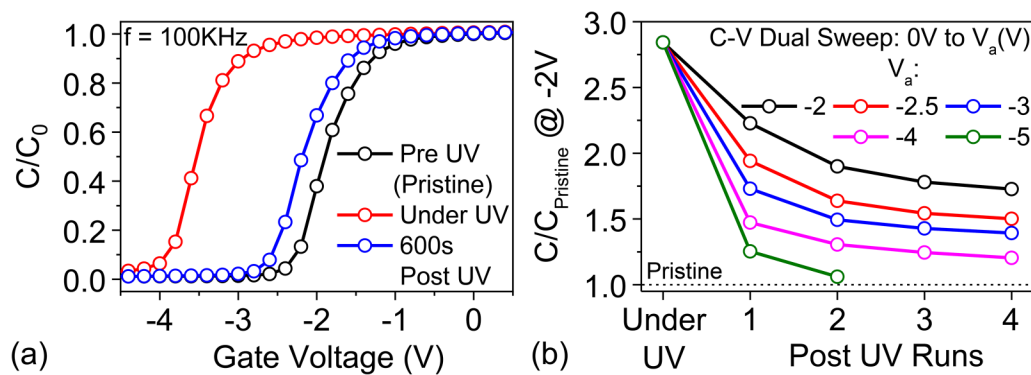 f = 100KHz
1.0
0.8
0.6
0.4
0.2
0.0
C/C0
Pre UV
(Pristine)
Under UV
600s
Post UV
-4 -3 -2 -1 0
Gate Voltage (V)
(a)
3.0
2.5
2.0
1.5
1.0
C/CPristine @ -2V
C-V Dual Sweep: 0V to Va(V)
Va:
-2 -2.5 -3
-4 -5
Pristine
Under 1 2 3 4
UV Post UV Runs
(b)